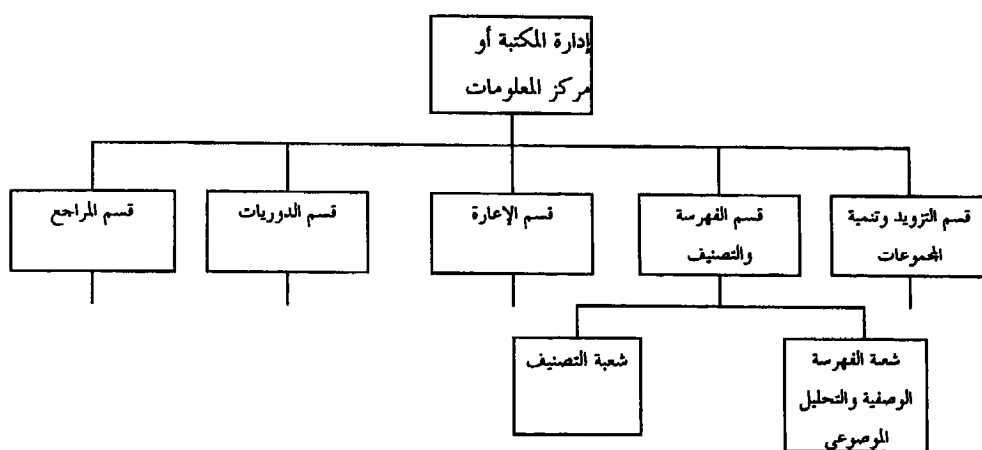 إدارة المكتبة أو
مركز المعلومات
قسم التزويد وتنمية
المجموعات
قسم الفهرسة
والتصنيف
قسم الإعارة
قسم الدوريات
قسم المراجع
شعبة الفهرسة
الوصفية والتحليل
الموصوعي
شعبة التصنيف